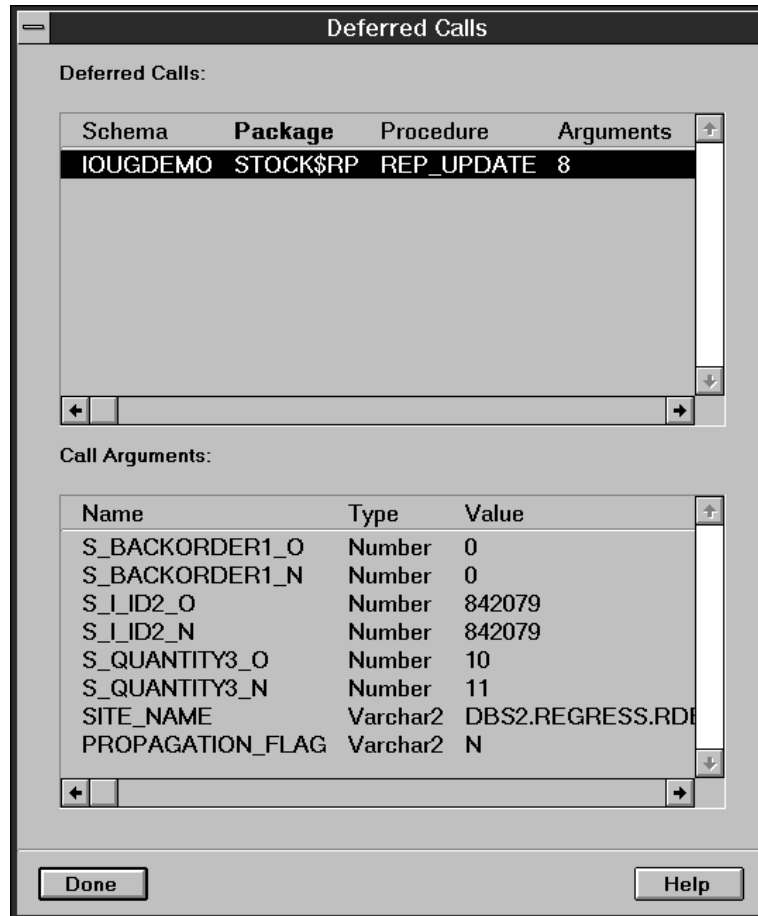 Deferred Calls
Deferred Calls:
Schema Package Procedure Arguments
IOUGDEMO STOCK$RP REP_UPDATE 8
Call Arguments:
Name Type Value
S_BACKORDER1_O Number 0
S_BACKORDER1_N Number 0
S_I_ID2_O Number 842079
S_I_ID2_N Number 842079
S_QUANTITY3_O Number 10
S_QUANTITY3_N Number 11
SITE_NAME Varchar2 DBS2.REGRESS.RDB
PROPAGATION_FLAG Varchar2 N
Done Help